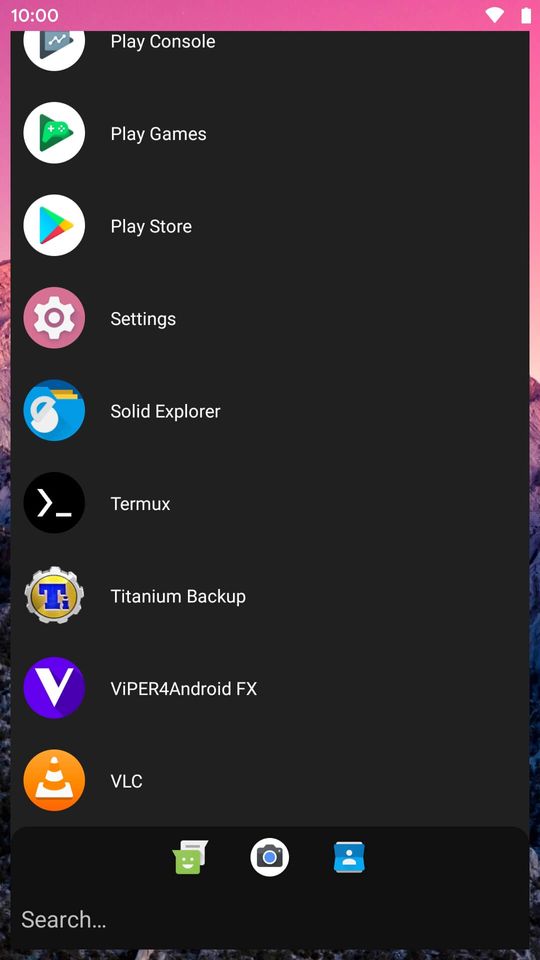 10:00
Play Console
Play Games
Play Store
Settings
Solid Explorer
Termux
Titanium Backup
ViPER4Android FX
VLC
Search...